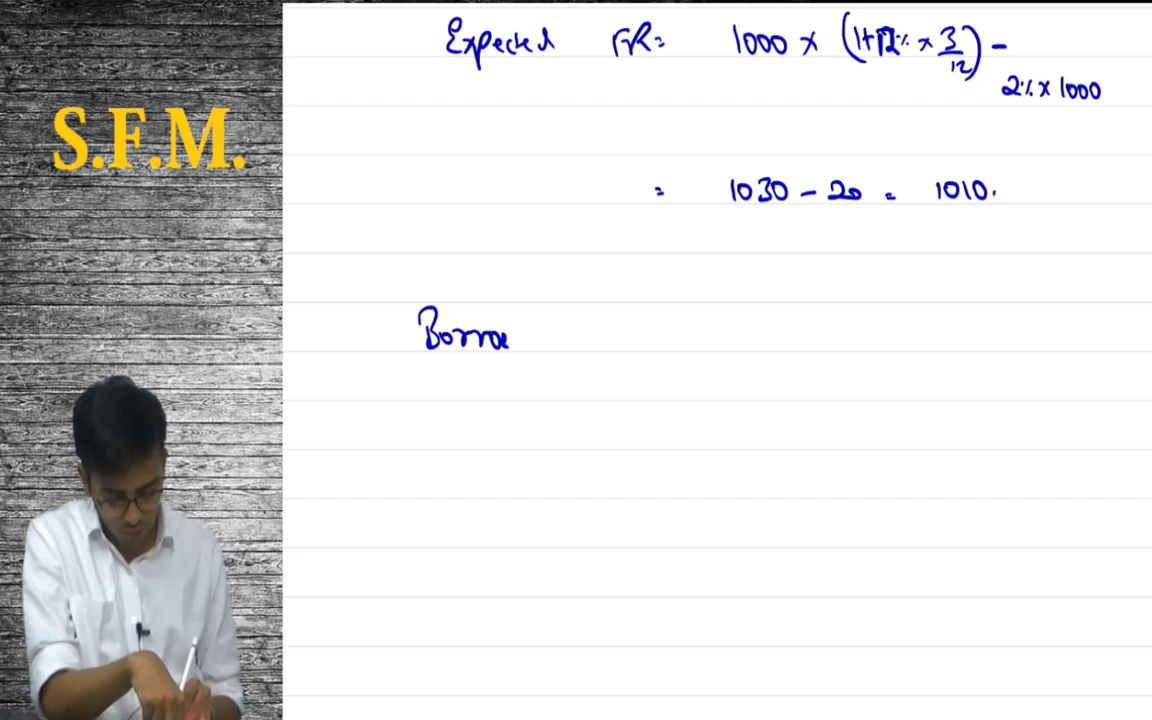 Expected FR= 1000 x (1+12% x 3/12) - 2% x 1000
= 1030 - 20 = 1010.
S.F.M.
Borrow